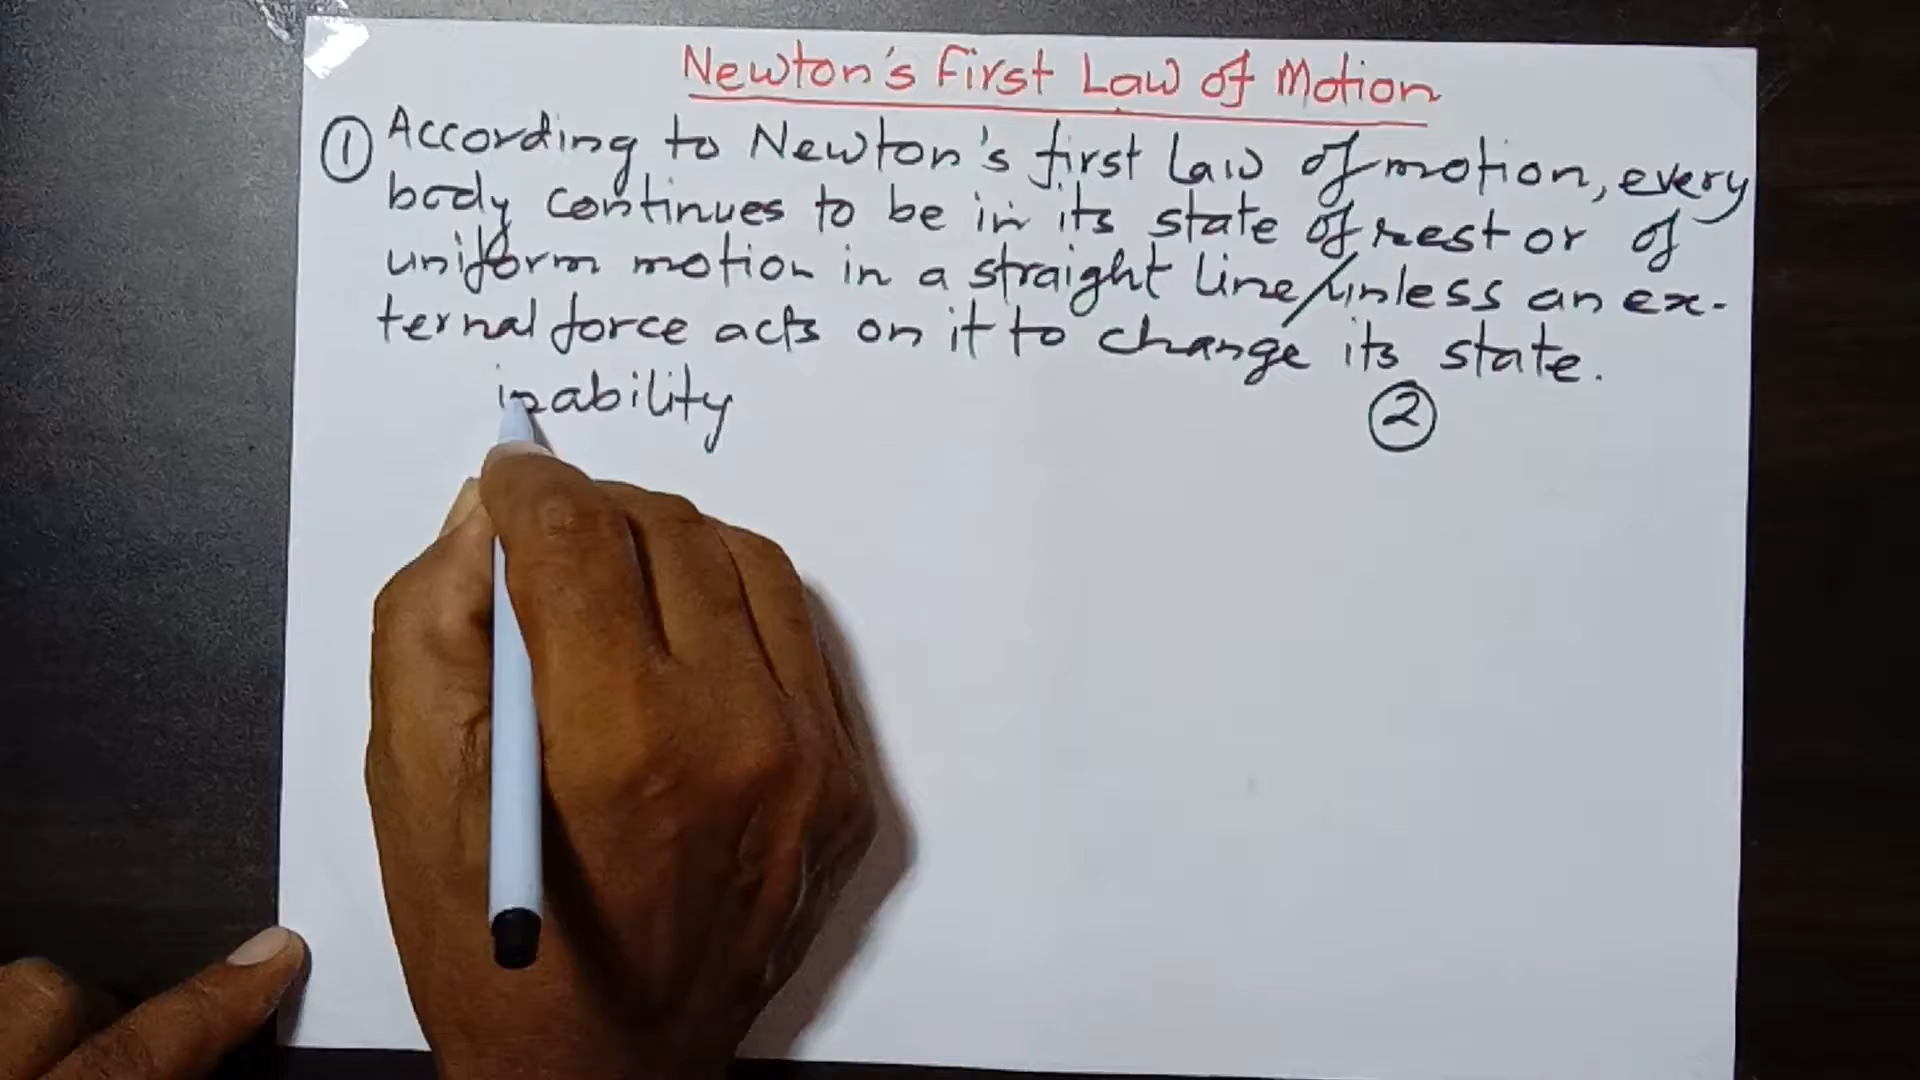 Newton's First Law of Motion
① According to Newton's first law of motion, every
body continues to be in its state of rest or of
uniform motion in a straight line/unless an ex-
ternal force acts on it to change its state.
inability
②